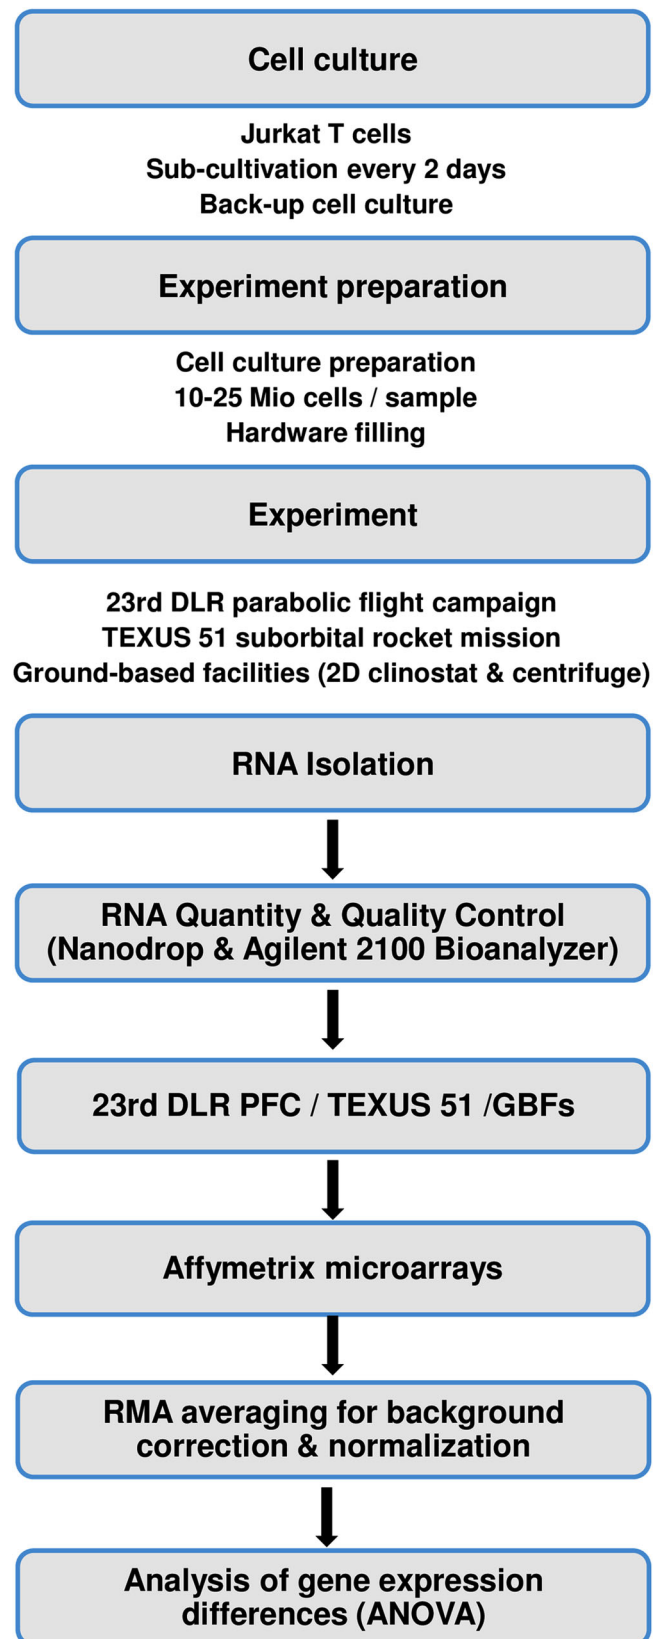 Cell culture
Jurkat T cells
Sub-cultivation every 2 days
Back-up cell culture
Experiment preparation
Cell culture preparation
10-25 Mio cells / sample
Hardware filling
Experiment
23rd DLR parabolic flight campaign
TEXUS 51 suborbital rocket mission
Ground-based facilities (2D clinostat & centrifuge)
RNA Isolation
RNA Quantity & Quality Control
(Nanodrop & Agilent 2100 Bioanalyzer)
23rd DLR PFC / TEXUS 51 /GBFs
Affymetrix microarrays
RMA averaging for background
correction & normalization
Analysis of gene expression
differences (ANOVA)